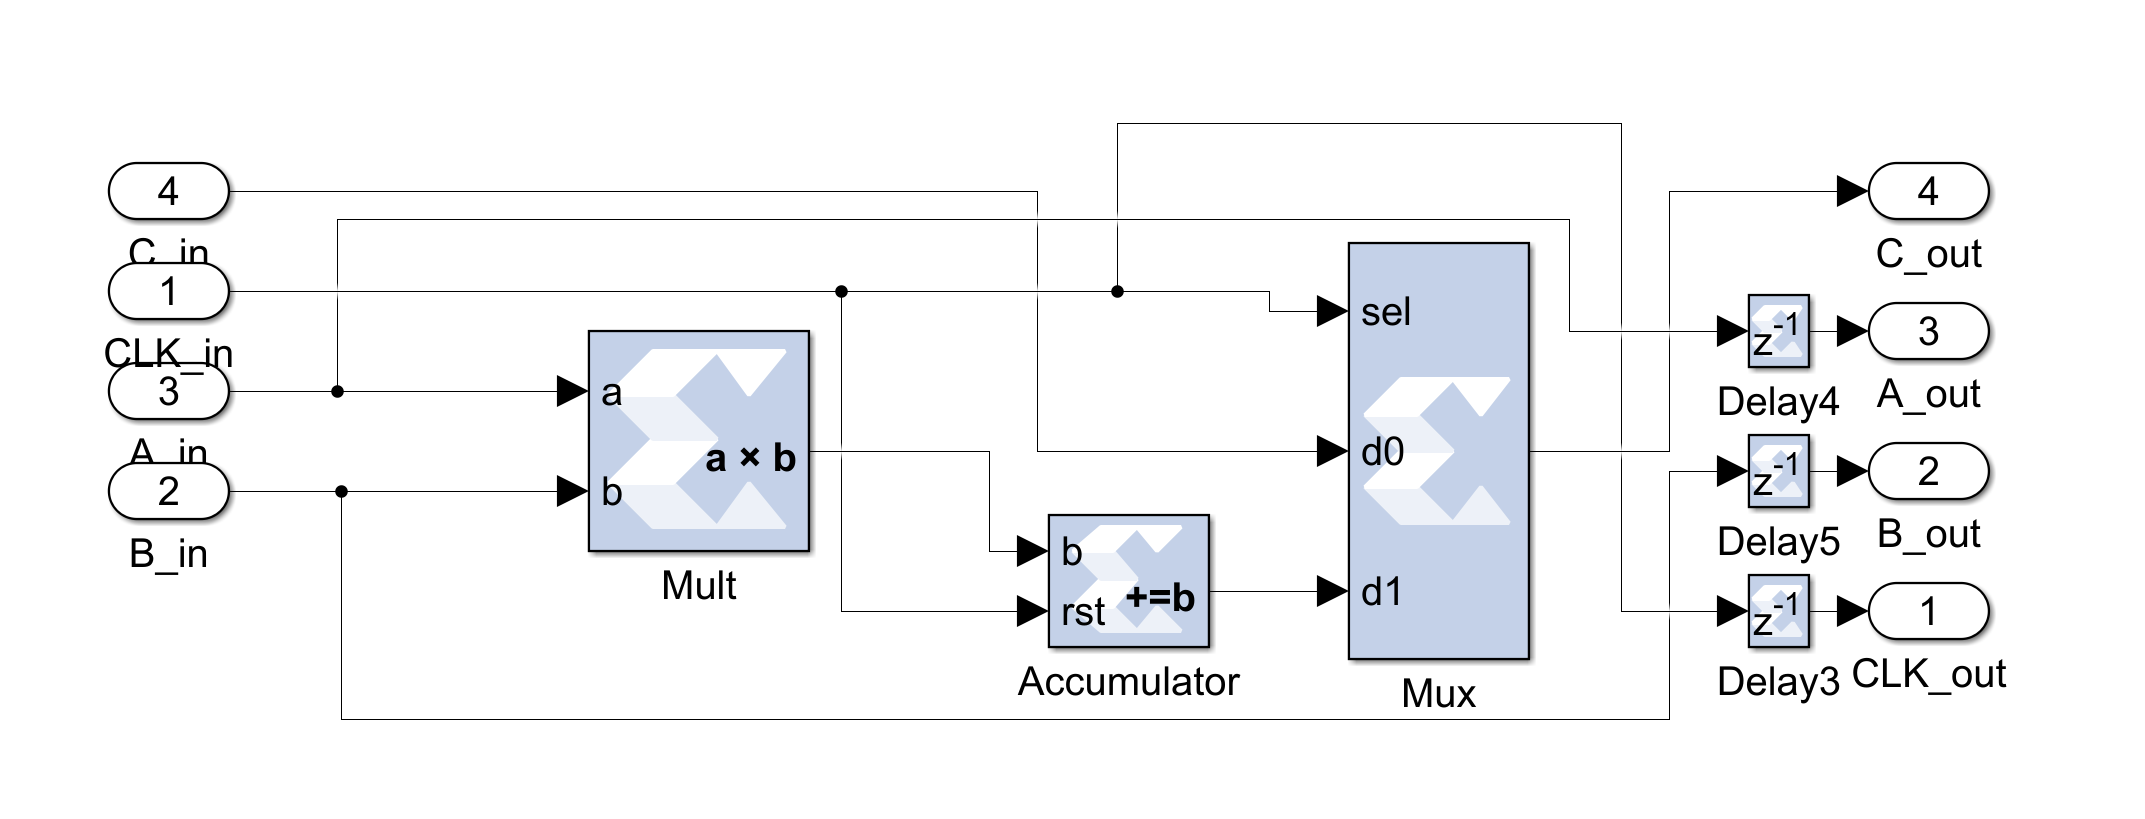 4
C_in
1
CLK_in
3
A_in
2
B_in
a
b
a × b
Mult
b
rst
+=b
Accumulator
sel
d0
d1
Mux
4
C_out
z-1
Delay4
3
A_out
z-1
Delay5
2
B_out
z-1
Delay3
1
CLK_out